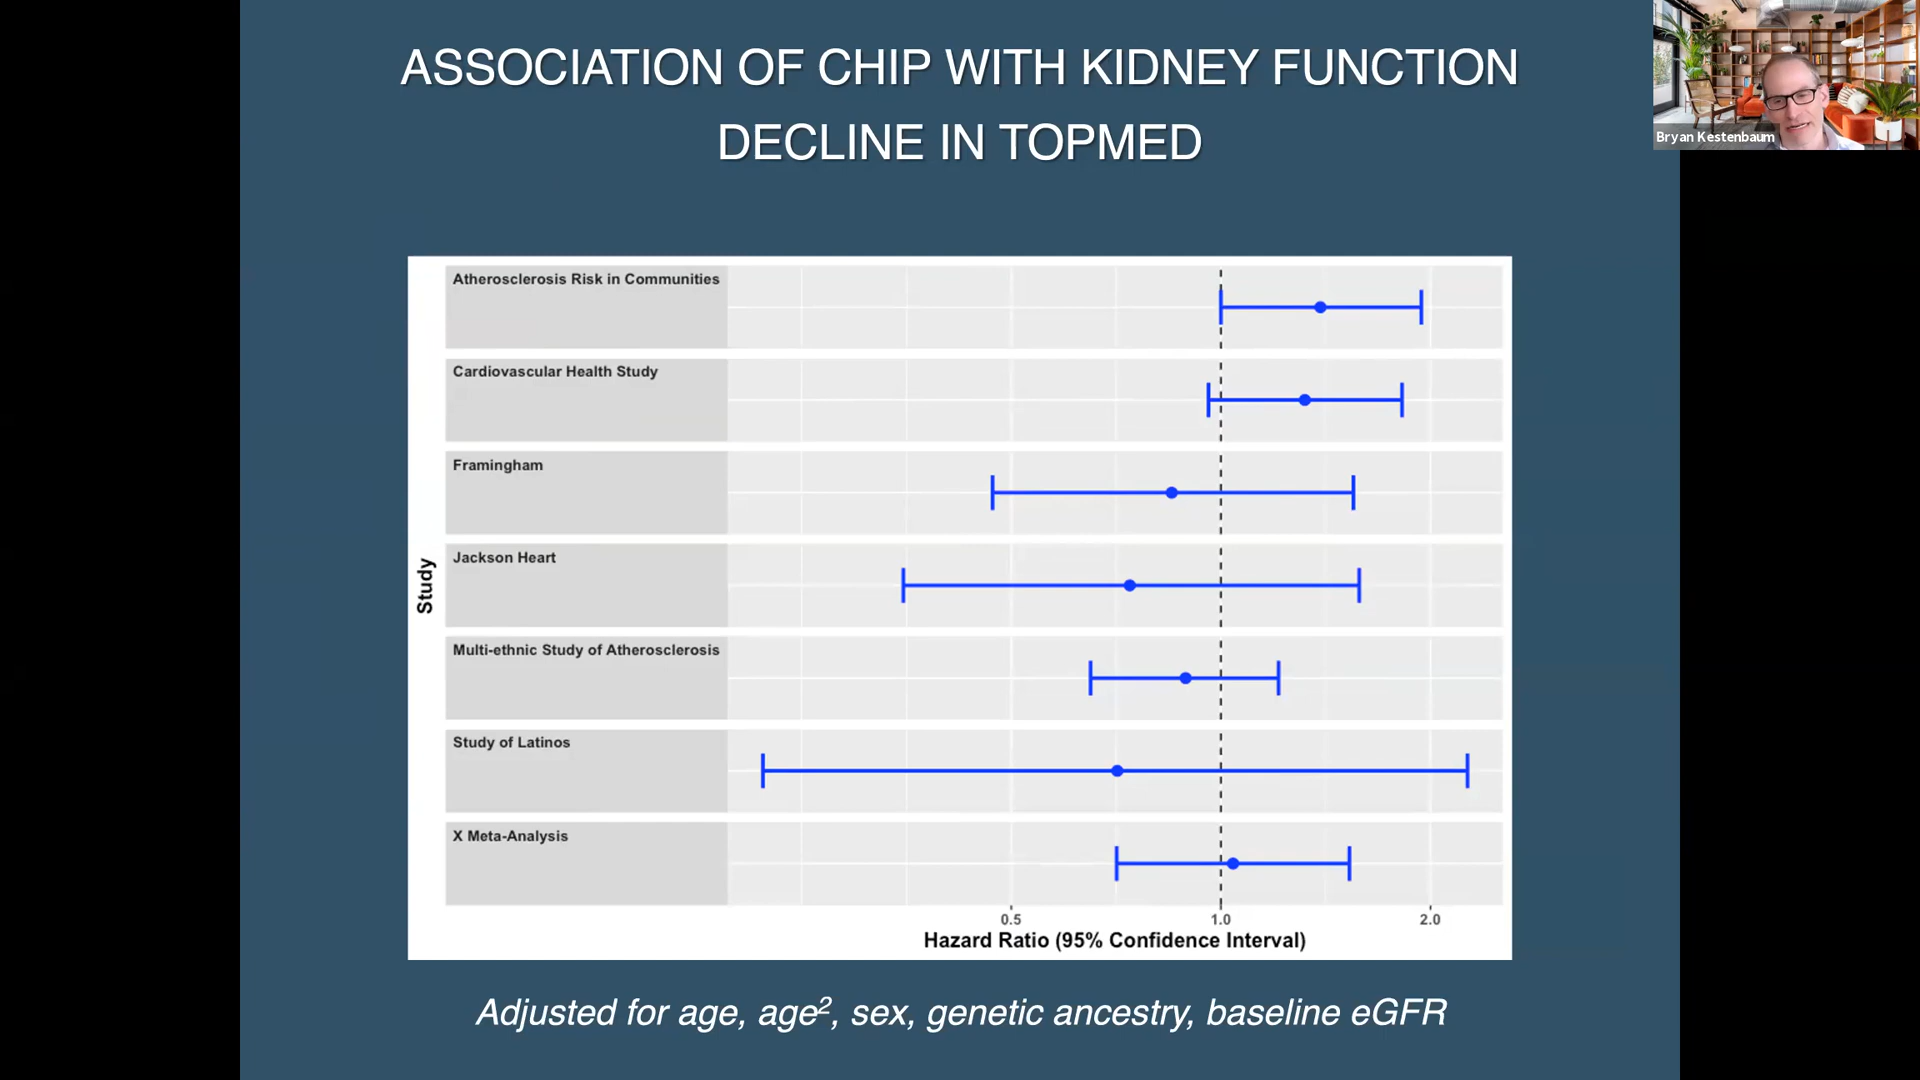 ASSOCIATION OF CHIP WITH KIDNEY FUNCTION
DECLINE IN TOPMED
Bryan Kestenbaum
Study
Atherosclerosis Risk in Communities
Cardiovascular Health Study
Framingham
Jackson Heart
Multi-ethnic Study of Atherosclerosis
Study of Latinos
X Meta-Analysis
0.5 1.0 2.0
Hazard Ratio (95% Confidence Interval)
Adjusted for age, age², sex, genetic ancestry, baseline eGFR